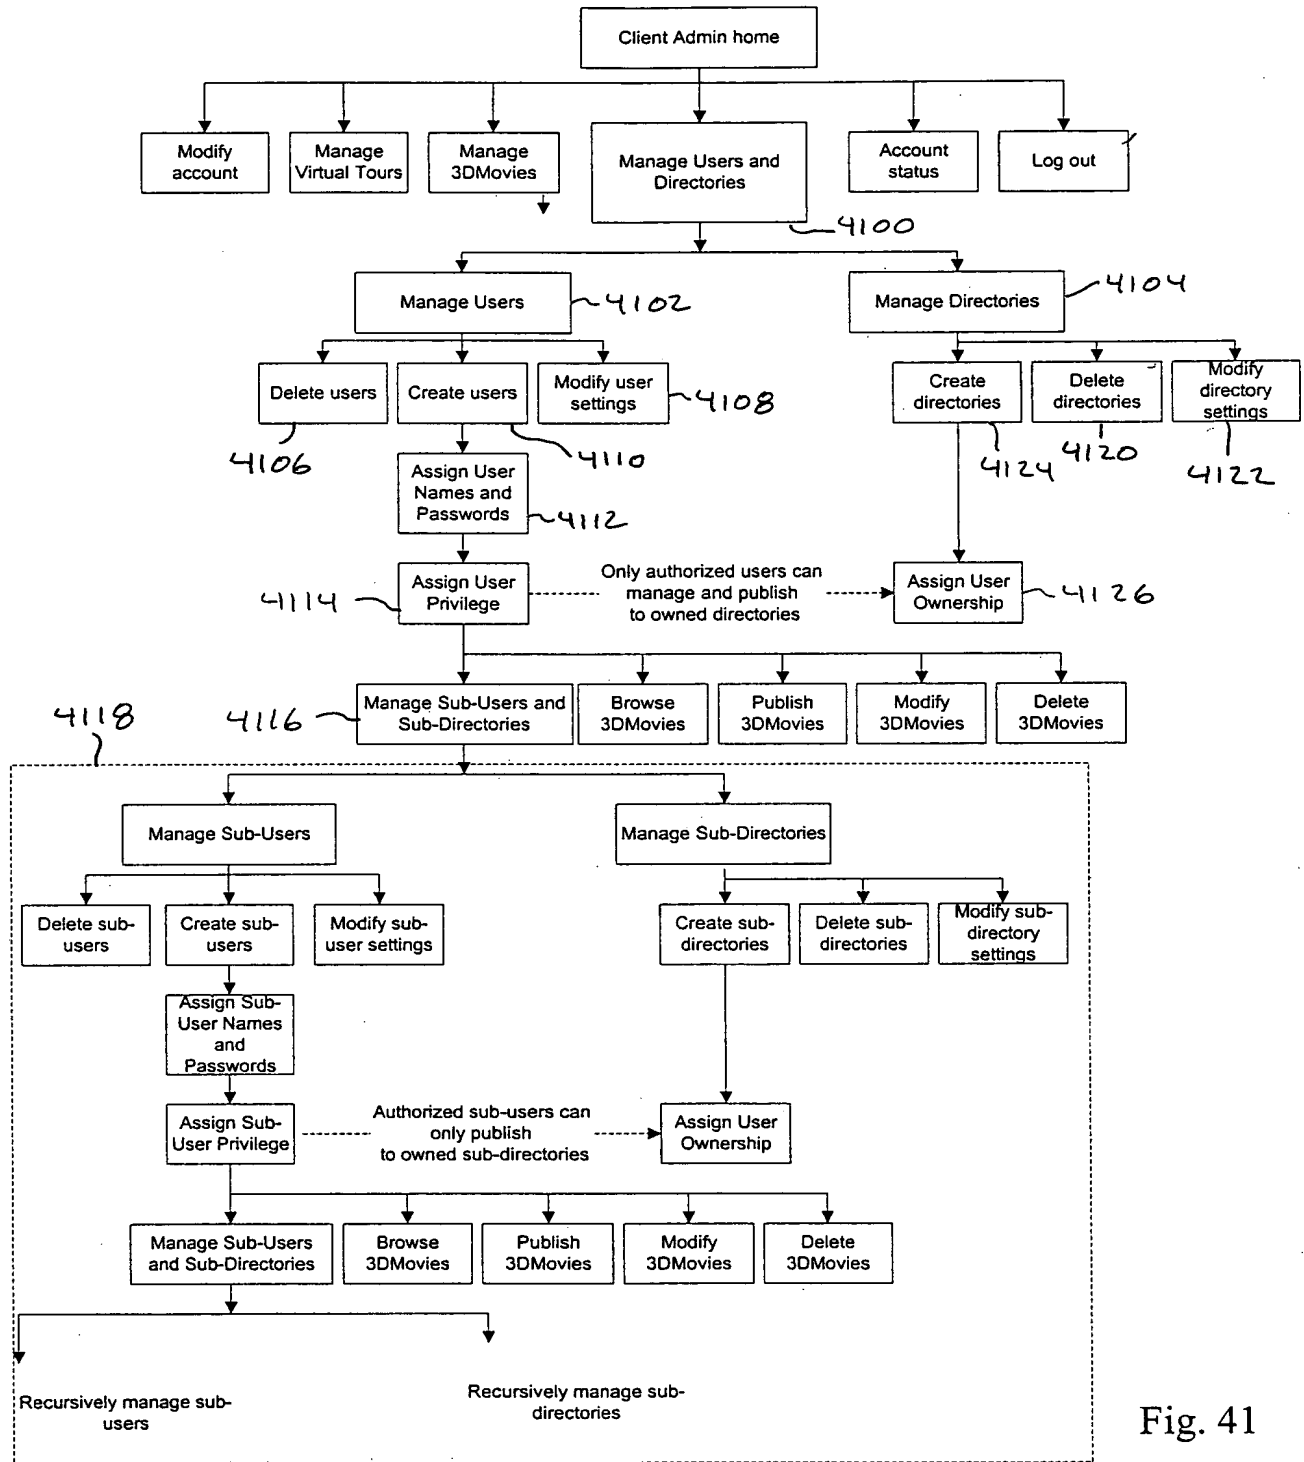 Client Admin home
Modify
account
Manage
Virtual Tours
Manage
3DMovies
Manage Users and
Directories
Account
status
Log out
4100
Manage Users
4102
Manage Directories
4104
Delete users
Create users
Modify user
settings
4108
Create
directories
Delete
directories
Modify
directory
settings
4106
4110
4124
4120
4122
Assign User
Names and
Passwords
4112
4114
Assign User
Privilege
Only authorized users can
manage and publish
to owned directories
Assign User
Ownership
4126
4118
4116
Manage Sub-Users and
Sub-Directories
Browse
3DMovies
Publish
3DMovies
Modify
3DMovies
Delete
3DMovies
Manage Sub-Users
Manage Sub-Directories
Delete sub-
users
Create sub-
users
Modify sub-
user settings
Create sub-
directories
Delete sub-
directories
Modify sub-
directory
settings
Assign Sub-
User Names
and
Passwords
Assign Sub-
User Privilege
Authorized sub-users can
only publish
to owned sub-directories
Assign User
Ownership
Manage Sub-Users
and Sub-Directories
Browse
3DMovies
Publish
3DMovies
Modify
3DMovies
Delete
3DMovies
Recursively manage sub-
users
Recursively manage sub-
directories
Fig. 41